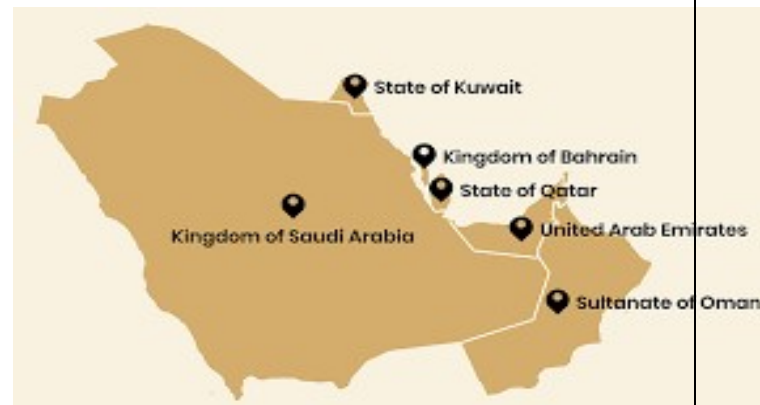 State of Kuwait
Kingdom of Bahrain
State of Qatar
Kingdom of Saudi Arabia
United Arab Emirates
Sultanate of Oman